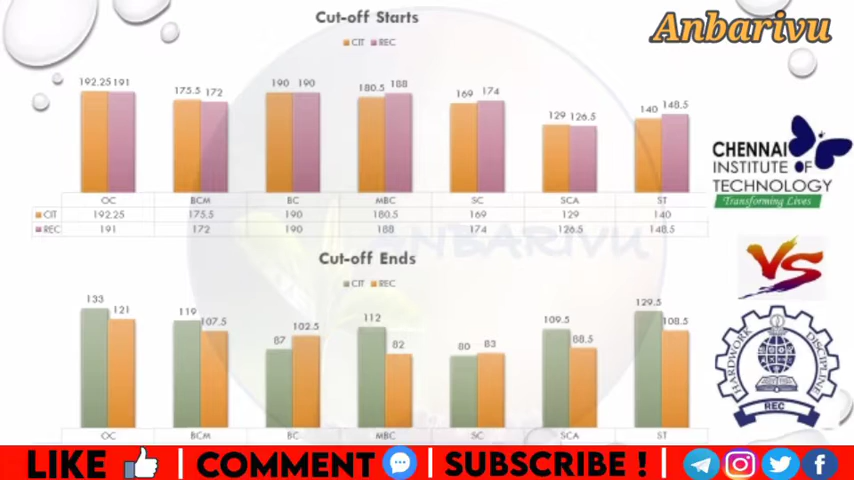 Cut-off Starts
Anbarivu
CIT REC
192.25 191 175.5 172 190 190 180.5 188 169 174 129 126.5 140 148.5
OC BCM BC MBC SC SCA ST
CIT 192.25 175.5 190 180.5 169 129 140
REC 191 172 190 188 174 126.5 148.5
CHENNAI
INSTITUTE OF
TECHNOLOGY
Transforming Lives
ANBARIVU
Cut-off Ends
CIT REC
VS
133 121 119 107.5 87 102.5 112 82 80 83 109.5 88.5 129.5 108.5
OC BCM BC MBC SC SCA ST
HARDWORK DISCIPLINE
REC
LIKE | COMMENT | SUBSCRIBE ! |